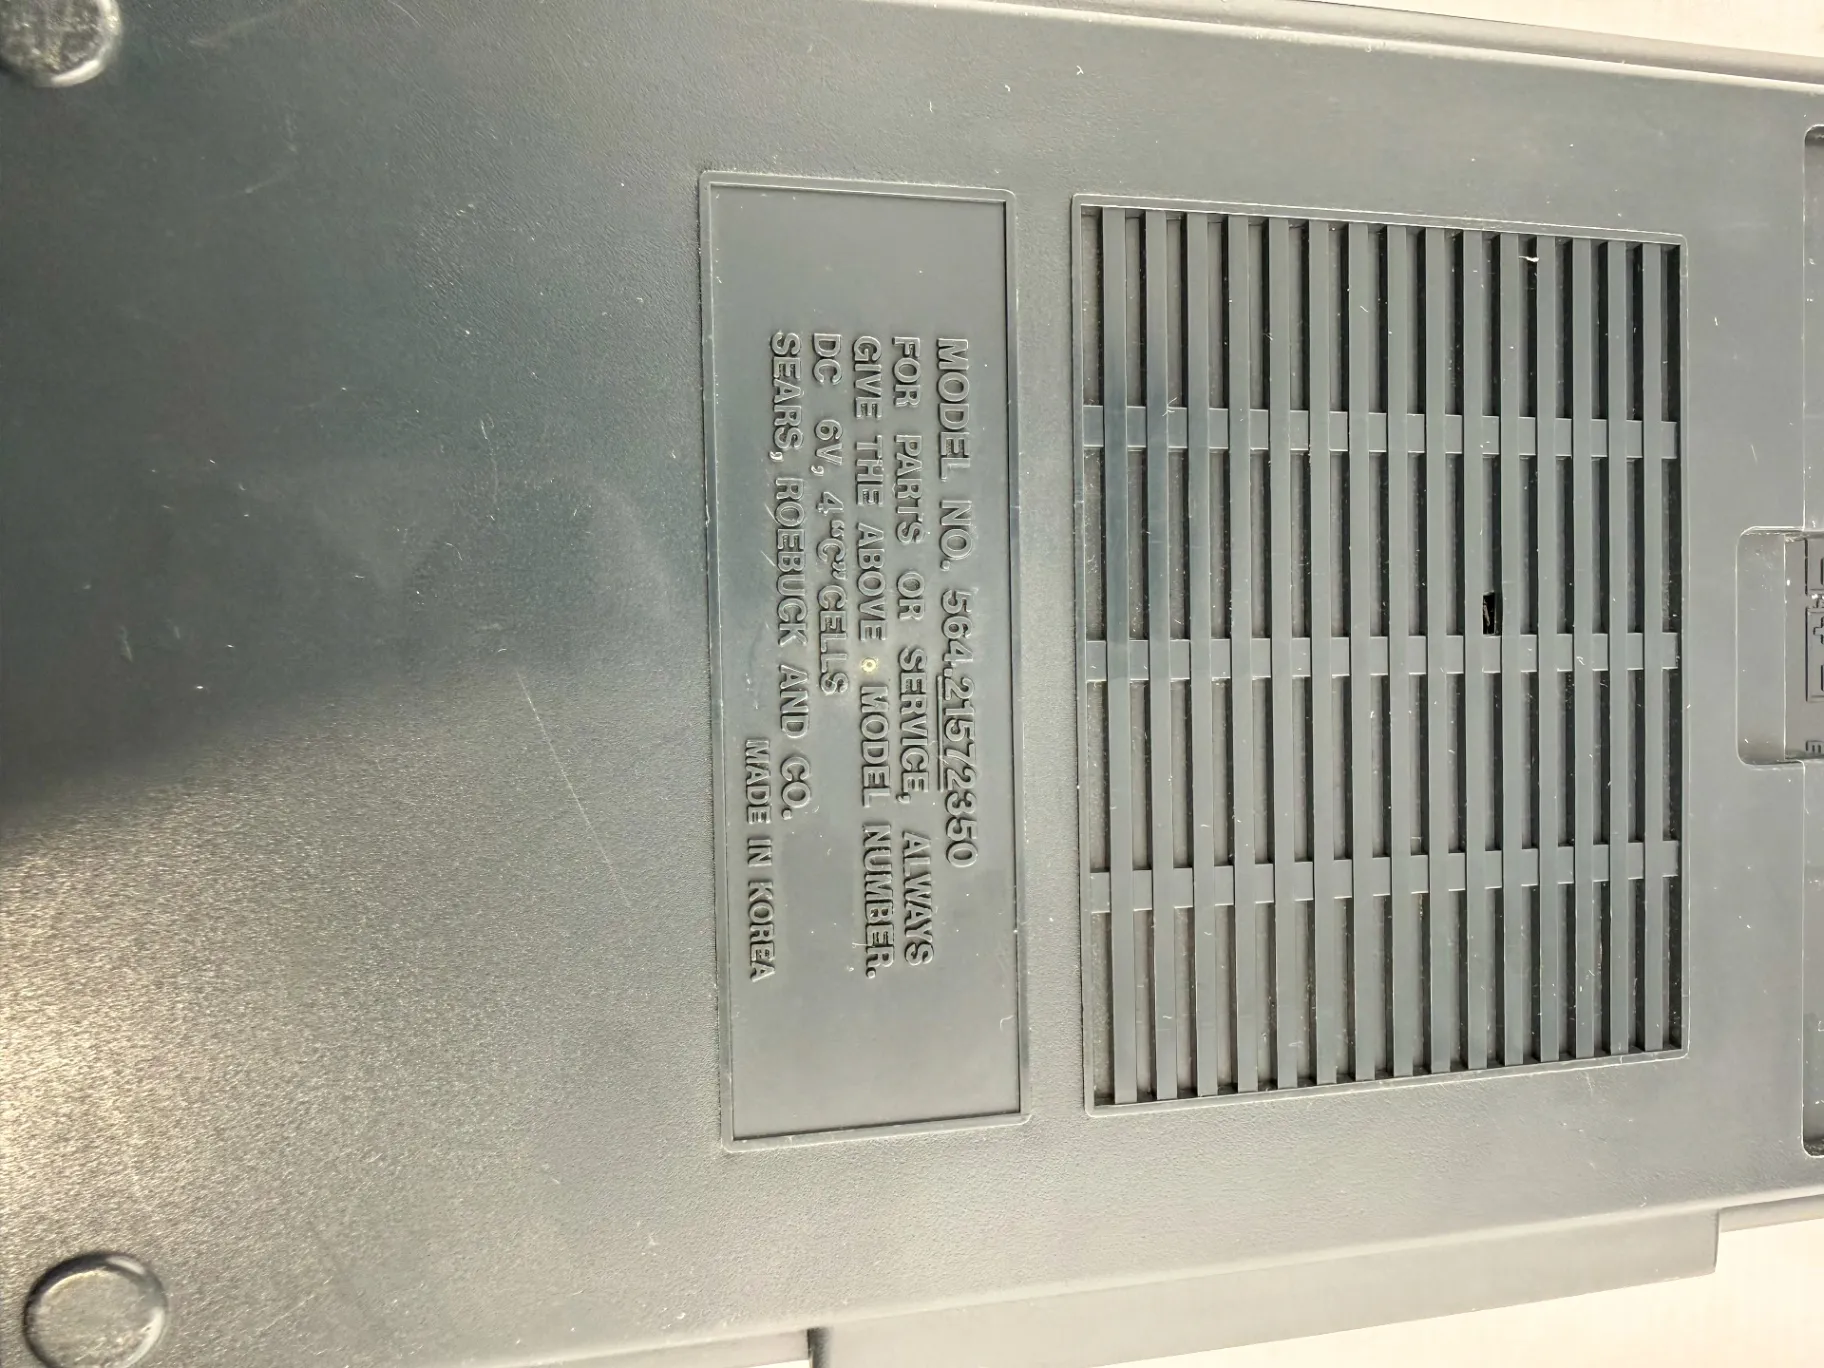 MODEL NO. 564.21572350
FOR PARTS OR SERVICE, ALWAYS
GIVE THE ABOVE MODEL NUMBER.
DC 6V, 4“C”CELLS
SEARS, ROEBUCK AND CO.
MADE IN KOREA